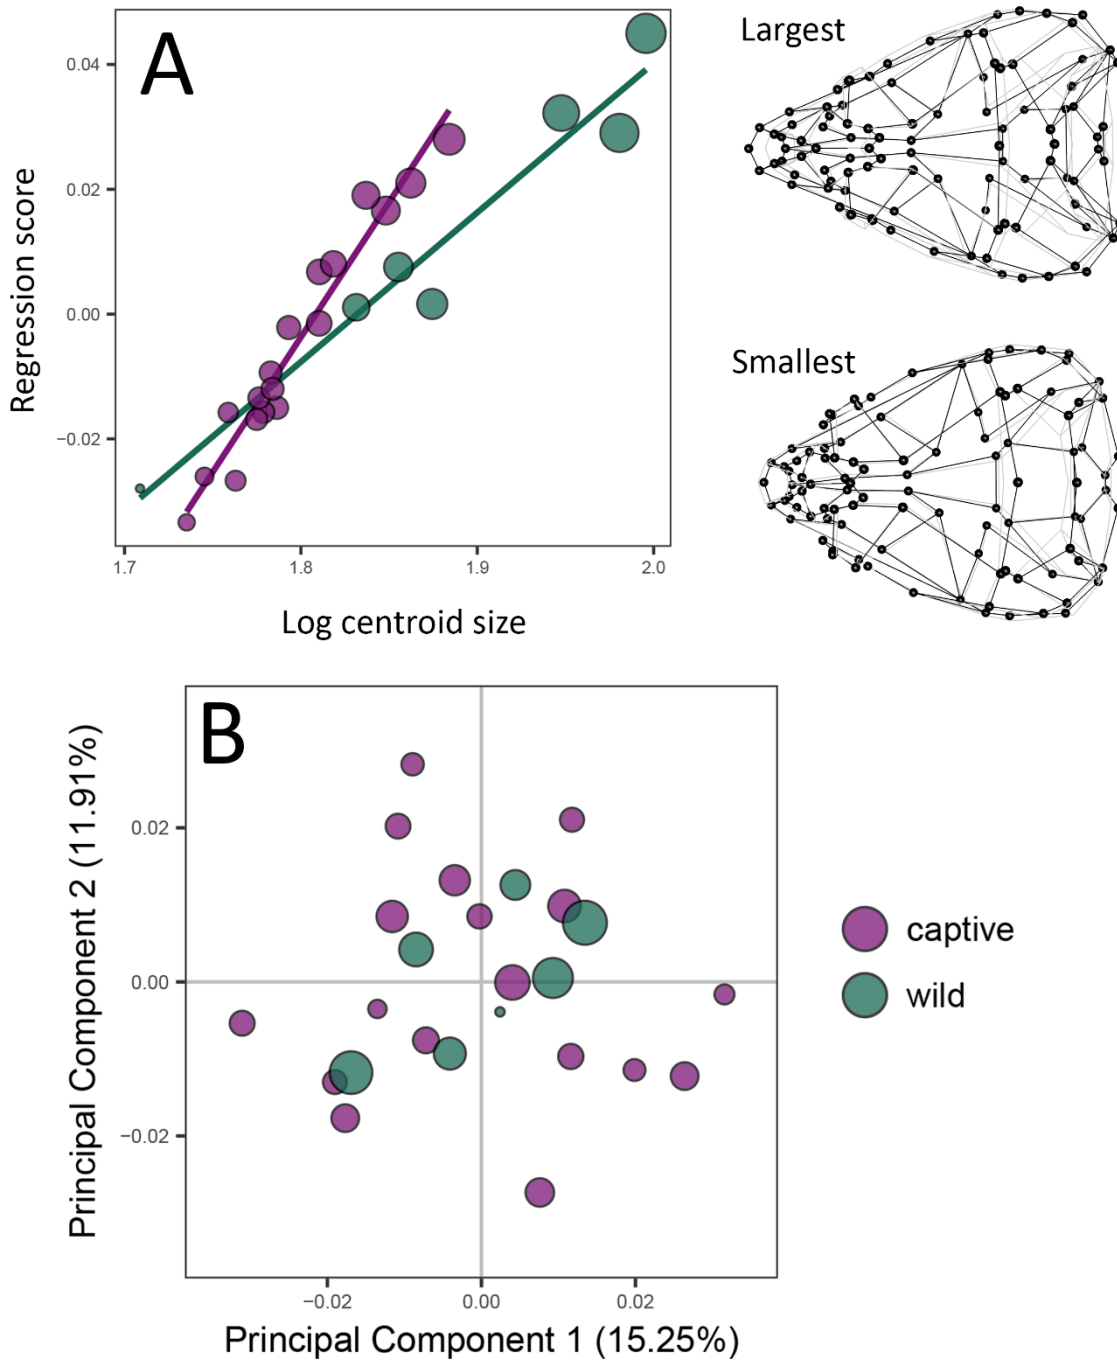 A
Largest
Smallest
0.04
0.02
0.00
−0.02
Regression score
1.7
1.8
1.9
2.0
Log centroid size
B
0.02
0.00
−0.02
Principal Component 2 (11.91%)
−0.02
0.00
0.02
Principal Component 1 (15.25%)
captive
wild